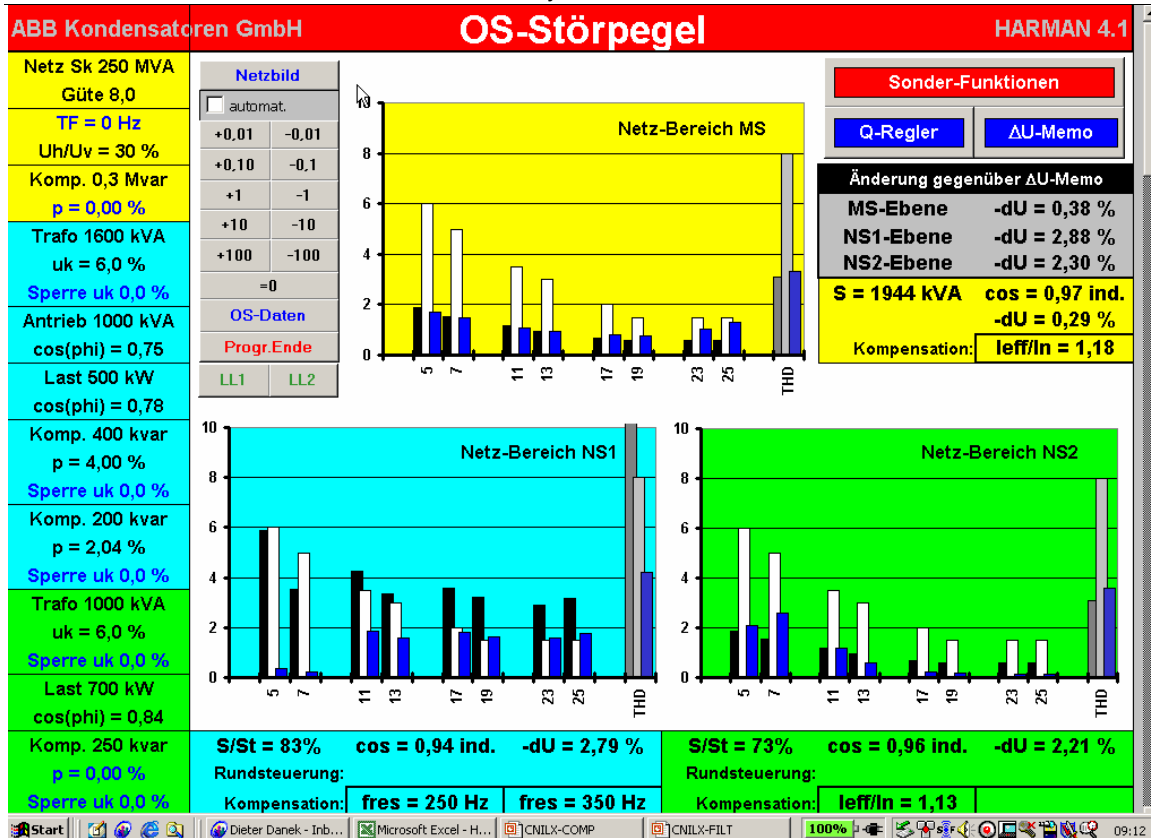 ABB Kondensatoren GmbH OS-Störpegel HARMAN 4.1
Netz Sk 250 MVA
Güte 8,0
TF = 0 Hz
Uh/Uv = 30 %
Komp. 0,3 Mvar
p = 0,00 %
Trafo 1600 kVA
uk = 6,0 %
Sperre uk 0,0 %
Antrieb 1000 kVA
cos(phi) = 0,75
Last 500 kW
cos(phi) = 0,78
Komp. 400 kvar
p = 4,00 %
Sperre uk 0,0 %
Komp. 200 kvar
p = 2,04 %
Sperre uk 0,0 %
Trafo 1000 kVA
uk = 6,0 %
Sperre uk 0,0 %
Last 700 kW
cos(phi) = 0,84
Komp. 250 kvar
p = 0,00 %
Sperre uk 0,0 %
Netzbild
automat.
+0,01 -0,01
+0,10 -0,1
+1 -1
+10 -10
+100 -100
=0
OS-Daten
Progr.Ende
LL1 LL2
Netz-Bereich MS
10
8
6
4
2
0
5 7 11 13 17 19 23 25 THD
Sonder-Funktionen
Q-Regler ΔU-Memo
Änderung gegenüber ΔU-Memo
MS-Ebene -dU = 0,38 %
NS1-Ebene -dU = 2,88 %
NS2-Ebene -dU = 2,30 %
S = 1944 kVA cos = 0,97 ind.
-dU = 0,29 %
Kompensation: Ieff/In = 1,18
Netz-Bereich NS1
10
8
6
4
2
0
5 7 11 13 17 19 23 25 THD
Netz-Bereich NS2
10
8
6
4
2
0
5 7 11 13 17 19 23 25 THD
S/St = 83% cos = 0,94 ind. -dU = 2,79 %
Rundsteuerung:
Kompensation: fres = 250 Hz fres = 350 Hz
S/St = 73% cos = 0,96 ind. -dU = 2,21 %
Rundsteuerung:
Kompensation: Ieff/In = 1,13
Start Dieter Danek - Inb... Microsoft Excel - H... CNILX-COMP CNILX-FILT 100% 09:12